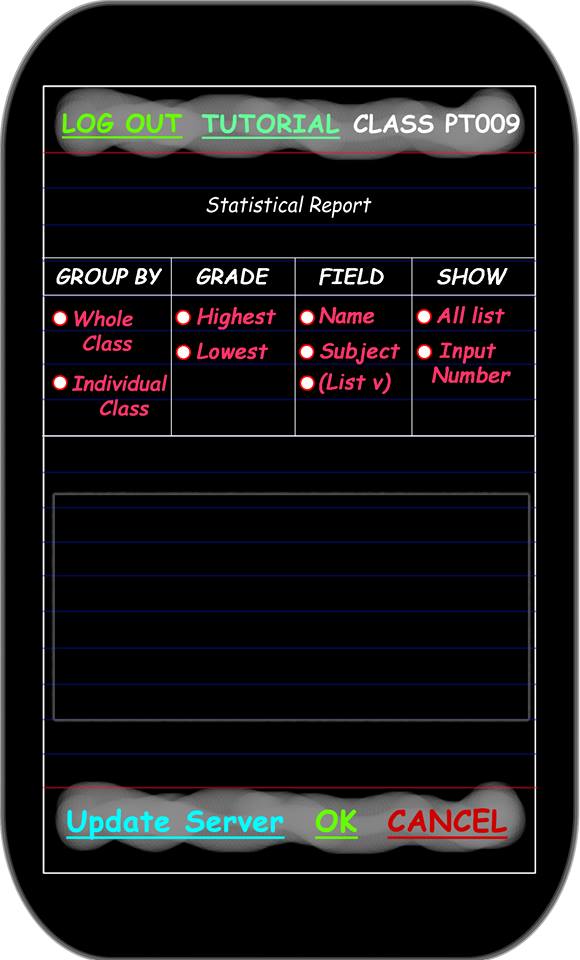 LOG OUT TUTORIAL CLASS PT009
Statistical Report
GROUP BY GRADE FIELD SHOW
Whole
Class
Individual
Class
Highest
Lowest
Name
Subject
(List v)
All list
Input
Number
Update Server OK CANCEL